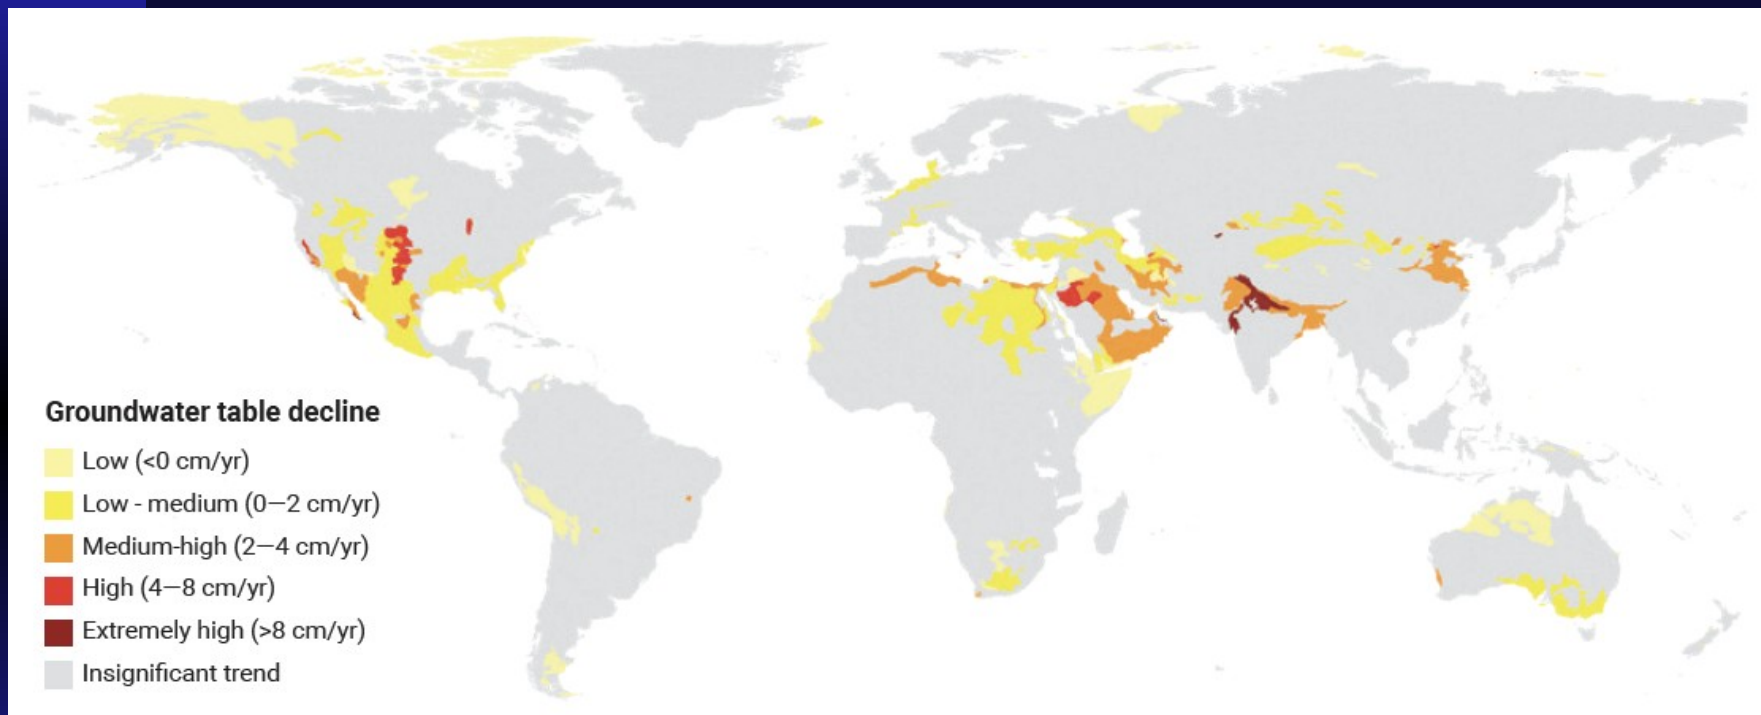 Groundwater table decline
Low (<0 cm/yr)
Low - medium (0—2 cm/yr)
Medium-high (2—4 cm/yr)
High (4—8 cm/yr)
Extremely high (>8 cm/yr)
Insignificant trend